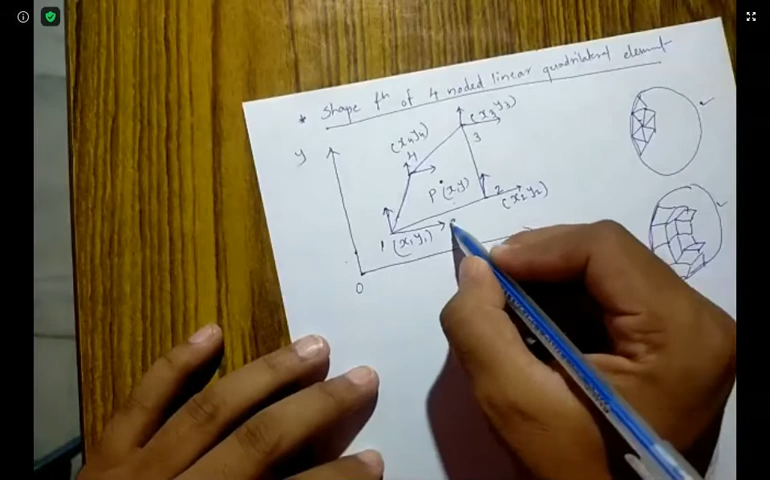 * Shape fⁿ of 4 noded linear quadrilateral element
y
(x₄ y₄)
4
(x₃ y₃)
3
P (x,y)
2
(x₂ y₂)
1 (x₁ y₁)
0